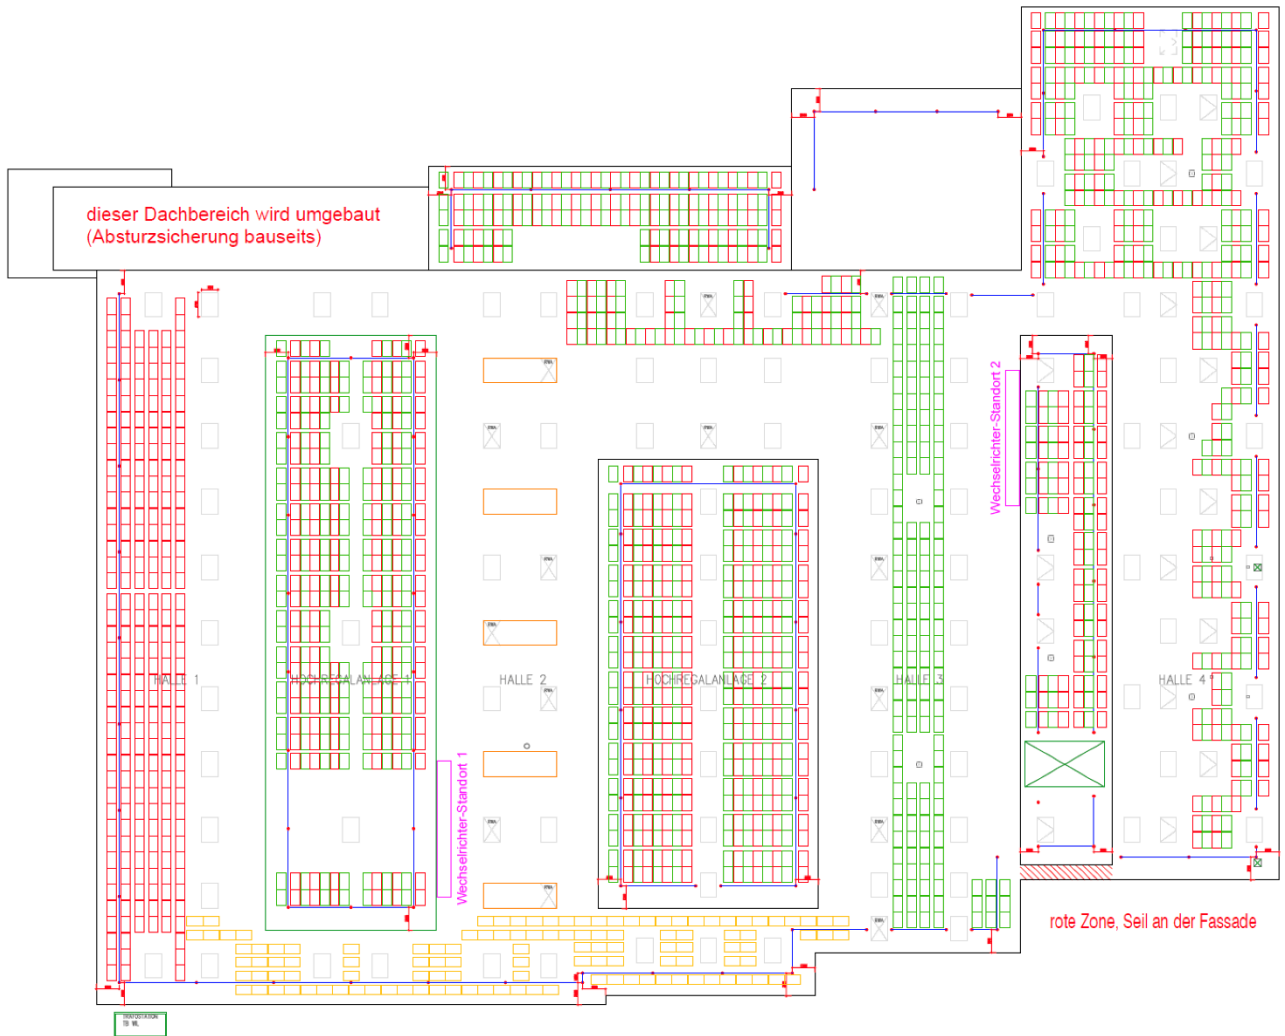 dieser Dachbereich wird umgebaut
(Absturzsicherung bauseits)
Wechselrichter-Standort 2
HALLE 1
HOCHREGALANLAGE 1
HALLE 2
HOCHREGALANLAGE 2
HALLE 3
HALLE 4
Wechselrichter-Standort 1
rote Zone, Seil an der Fassade
TRAFOSTATION